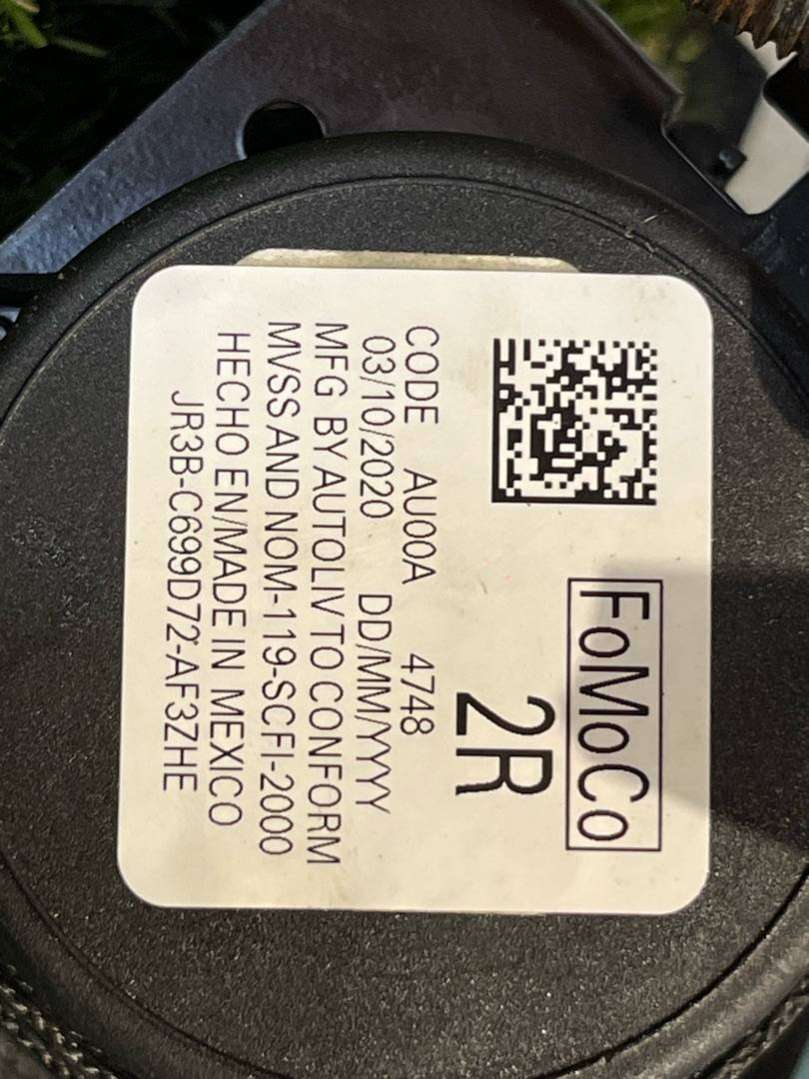 FoMoCo
2R
CODE AU00A 4748
03/10/2020 DD/MM/YYYY
MFG BY AUTOLIV TO CONFORM
MVSS AND NOM-119-SCFI-2000
HECHO EN/MADE IN MEXICO
JR3B-C699D72-AF3ZHE